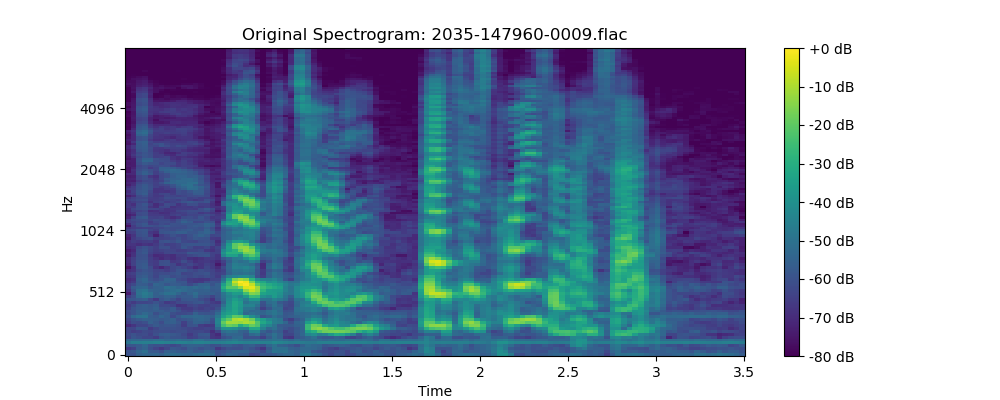 Original Spectrogram: 2035-147960-0009.flac
Hz
4096
2048
1024
512
0
0
0.5
1
1.5
2
2.5
3
3.5
Time
+0 dB
-10 dB
-20 dB
-30 dB
-40 dB
-50 dB
-60 dB
-70 dB
-80 dB